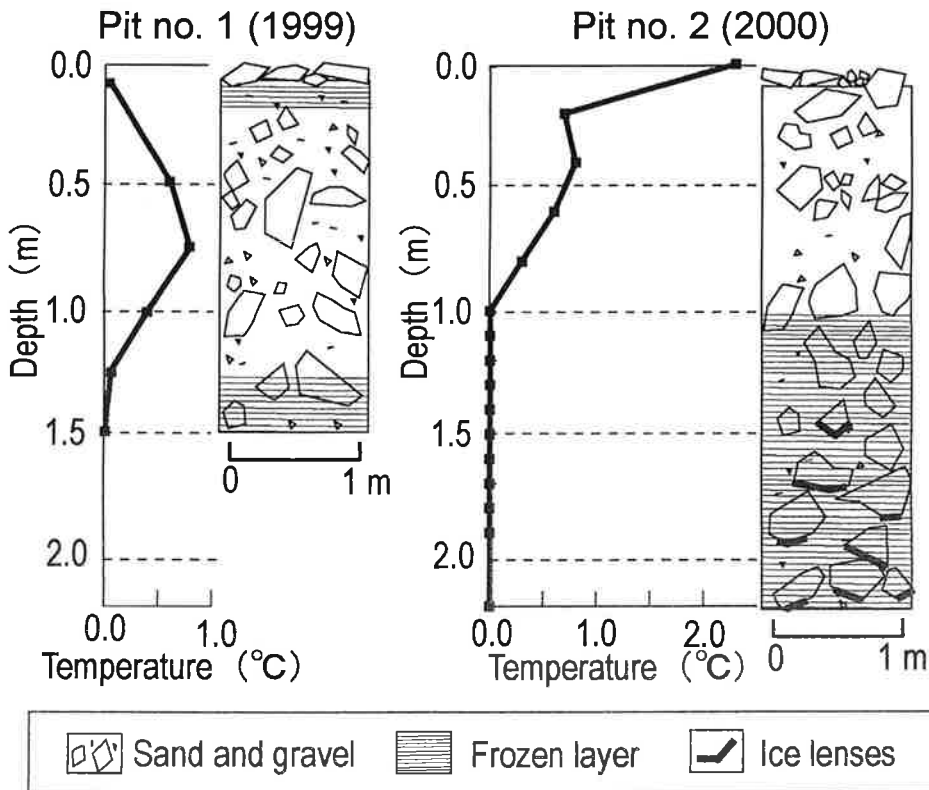 Pit no. 1 (1999)
0.0
0.5
1.0
1.5
2.0
Depth (m)
0.0 1.0
Temperature (°C)
0 1 m
Pit no. 2 (2000)
0.0
0.5
1.0
1.5
2.0
Depth (m)
0.0 1.0 2.0
Temperature (°C)
0 1 m
Sand and gravel Frozen layer Ice lenses